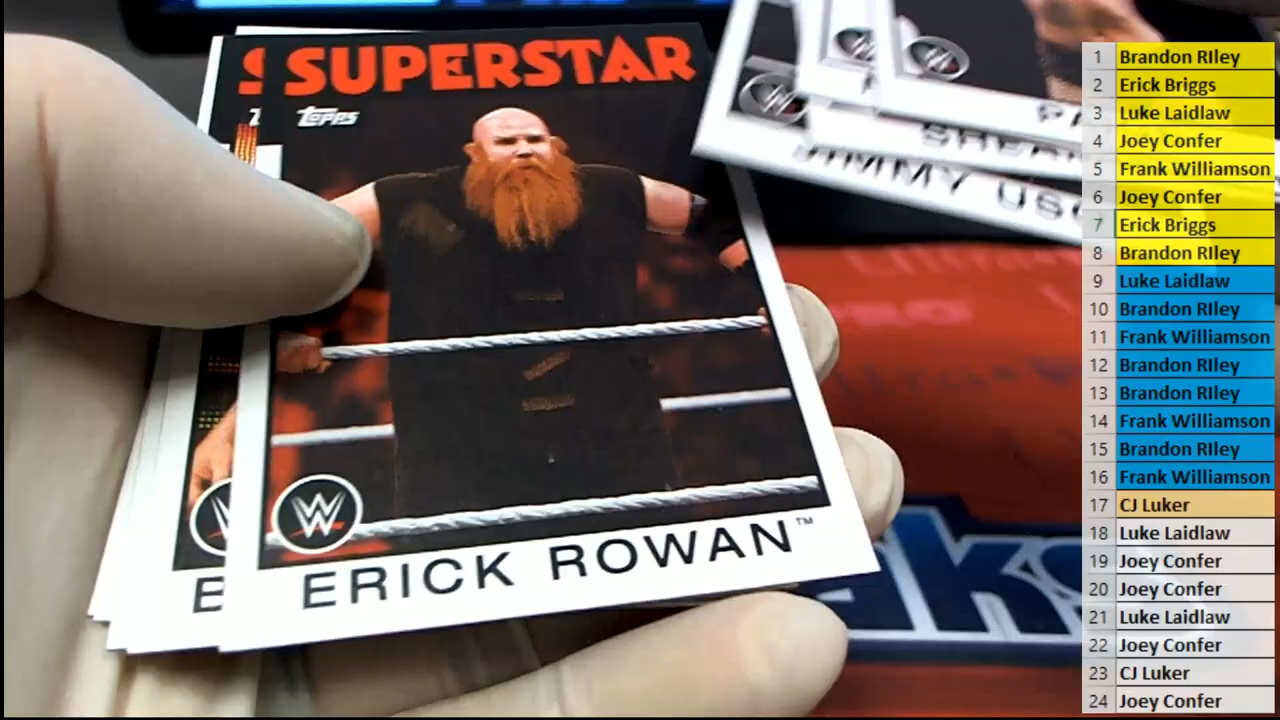 SUPERSTAR
Topps
W
ERICK ROWAN™
JIMMY USO
1 Brandon RIley
2 Erick Briggs
3 Luke Laidlaw
4 Joey Confer
5 Frank Williamson
6 Joey Confer
7 Erick Briggs
8 Brandon RIley
9 Luke Laidlaw
10 Brandon RIley
11 Frank Williamson
12 Brandon RIley
13 Brandon RIley
14 Frank Williamson
15 Brandon RIley
16 Frank Williamson
17 CJ Luker
18 Luke Laidlaw
19 Joey Confer
20 Joey Confer
21 Luke Laidlaw
22 Joey Confer
23 CJ Luker
24 Joey Confer